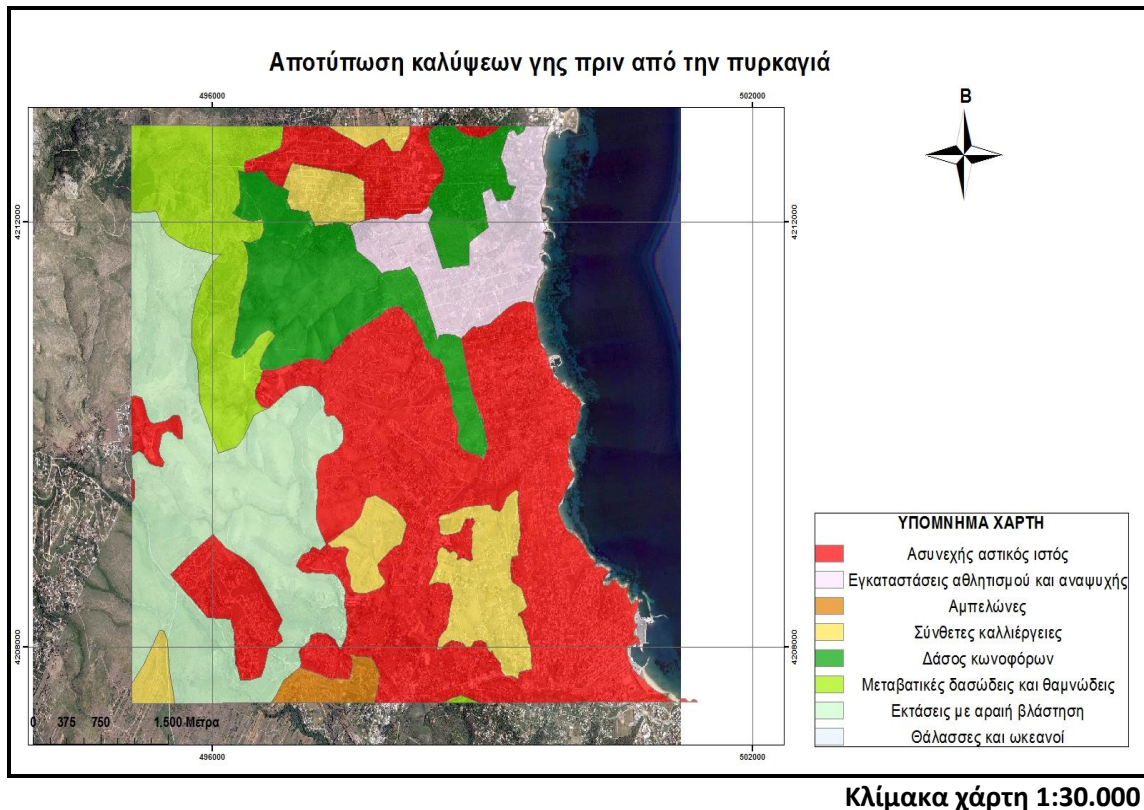 Αποτύπωση καλύψεων γης πριν από την πυρκαγιά
496000 502000
Β
4212000 4212000
ΥΠΟΜΝΗΜΑ ΧΑΡΤΗ
Ασυνεχής αστικός ιστός
Εγκαταστάσεις αθλητισμού και αναψυχής
Αμπελώνες
Σύνθετες καλλιέργειες
Δάσος κωνοφόρων
Μεταβατικές δασώδεις και θαμνώδεις
Εκτάσεις με αραιή βλάστηση
Θάλασσες και ωκεανοί
4208000 4208000
0 375 750 1.500 Μέτρα
496000 502000
Κλίμακα χάρτη 1:30.000